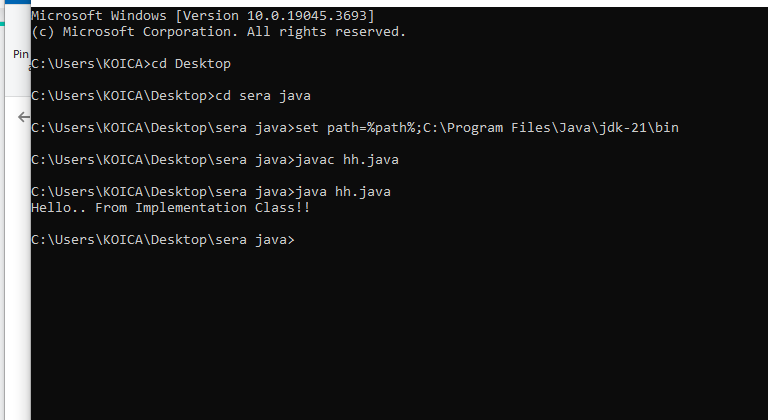 Microsoft Windows [Version 10.0.19045.3693]
(c) Microsoft Corporation. All rights reserved.
Pin
C:\Users\KOICA>cd Desktop
C:\Users\KOICA\Desktop>cd sera java
C:\Users\KOICA\Desktop\sera java>set path=%path%;C:\Program Files\Java\jdk-21\bin
C:\Users\KOICA\Desktop\sera java>javac hh.java
C:\Users\KOICA\Desktop\sera java>java hh.java
Hello.. From Implementation Class!!
C:\Users\KOICA\Desktop\sera java>